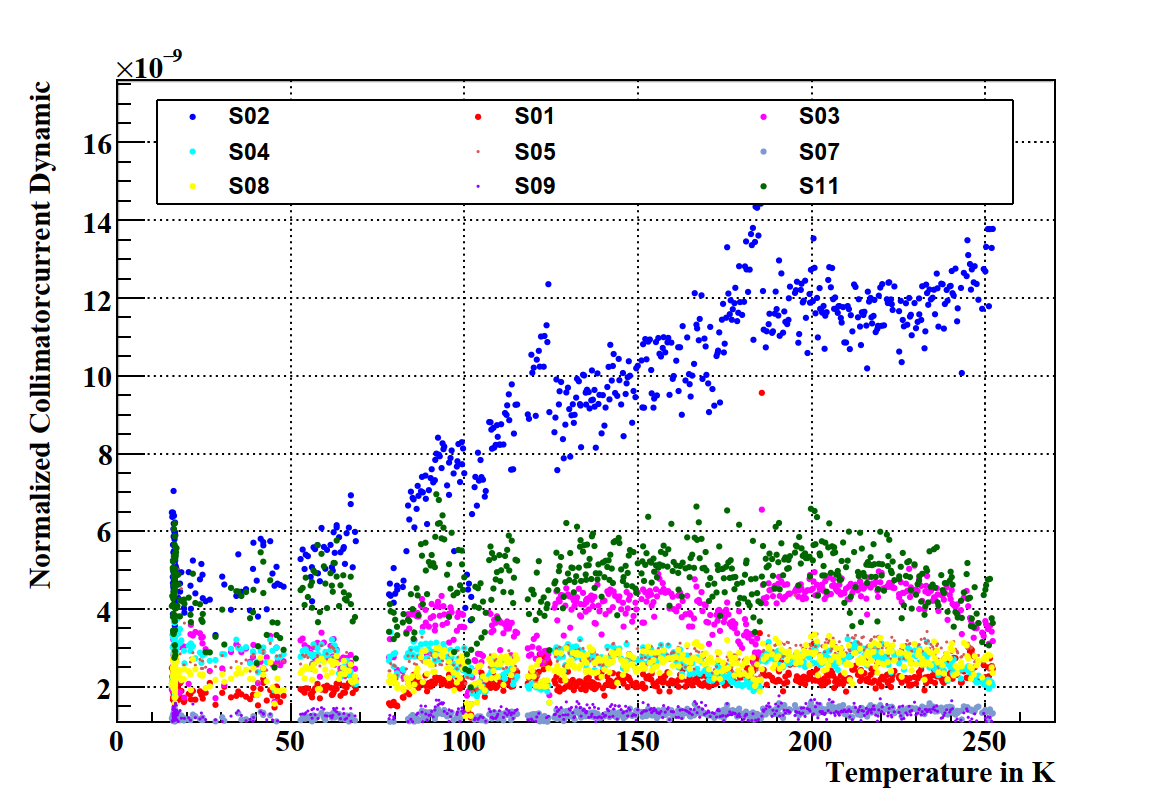 ×10⁻⁹
Normalized Collimatorcurrent Dynamic
S02 S01 S03
S04 S05 S07
S08 S09 S11
16
14
12
10
8
6
4
2
0 50 100 150 200 250
Temperature in K